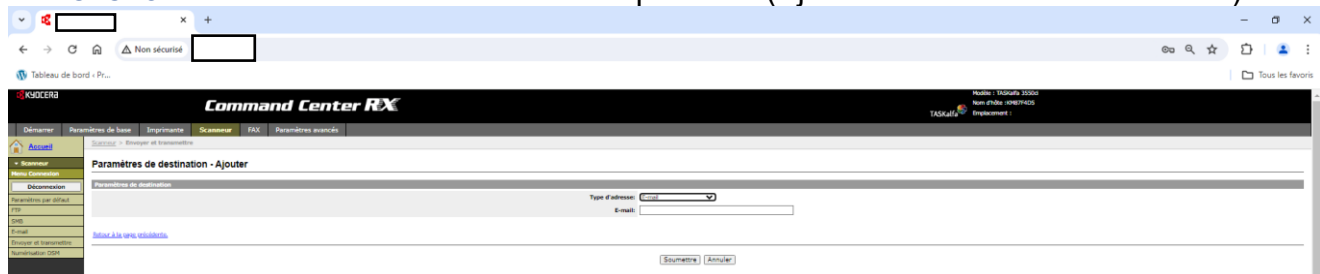 Non sécurisé
Tableau de bord ‹ Pr...
Tous les favoris
KYOCERA
Command Center RX
Modèle : TASKalfa 3550ci
Nom d'hôte :KM87F4D5
Emplacement :
TASKalfa
Démarrer Paramètres de base Imprimante Scanneur FAX Paramètres avancés
Accueil
Scanneur > Envoyer et transmettre
Scanneur
Paramètres de destination - Ajouter
Menu Connexion
Déconnexion
Paramètres de destination
Paramètres par défaut
Type d'adresse: E-mail
FTP
E-mail:
SMB
E-mail
Retour à la page précédente.
Envoyer et transmettre
Numérisation DSM
Soumettre Annuler